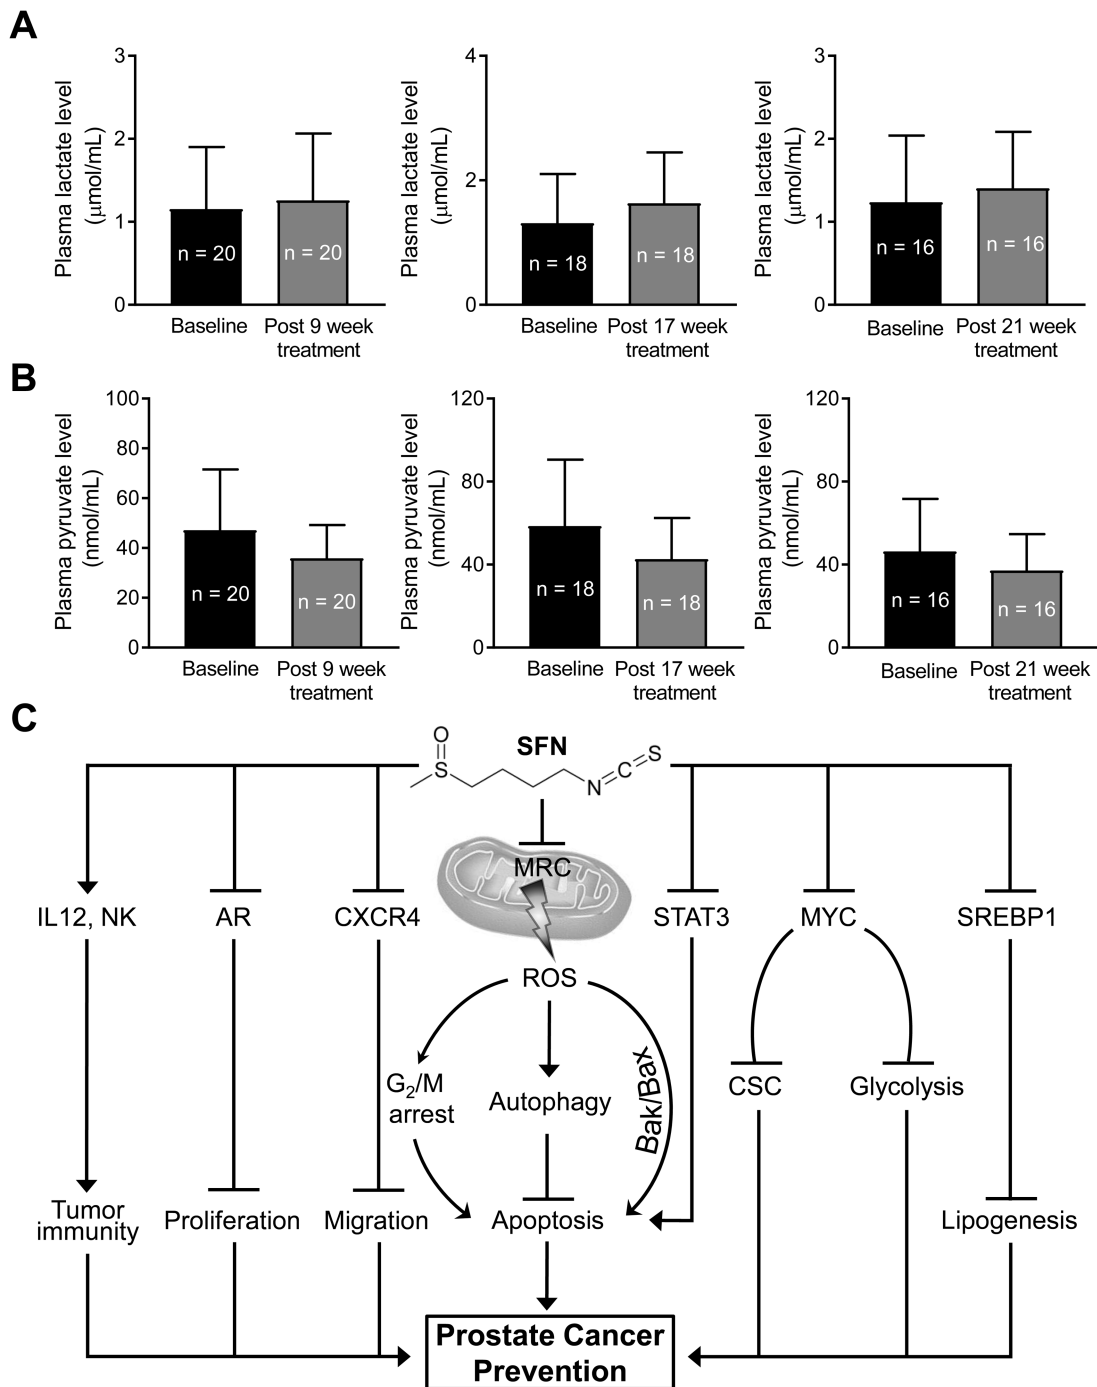 A
Plasma lactate level
(μmol/mL)
3
2
1
0
n = 20
n = 20
Baseline
Post 9 week
treatment
Plasma lactate level
(μmol/mL)
4
2
0
n = 18
n = 18
Baseline
Post 17 week
treatment
Plasma lactate level
(μmol/mL)
3
2
1
0
n = 16
n = 16
Baseline
Post 21 week
treatment
B
Plasma pyruvate level
(nmol/mL)
100
80
60
40
20
0
n = 20
n = 20
Baseline
Post 9 week
treatment
Plasma pyruvate level
(nmol/mL)
120
80
40
0
n = 18
n = 18
Baseline
Post 17 week
treatment
Plasma pyruvate level
(nmol/mL)
120
80
40
0
n = 16
n = 16
Baseline
Post 21 week
treatment
C
SFN
O
S
N
C
S
MRC
IL12, NK
AR
CXCR4
STAT3
MYC
SREBP1
ROS
G₂/M
arrest
Autophagy
Bak/Bax
CSC
Glycolysis
Tumor
immunity
Proliferation
Migration
Apoptosis
Lipogenesis
Prostate Cancer
Prevention